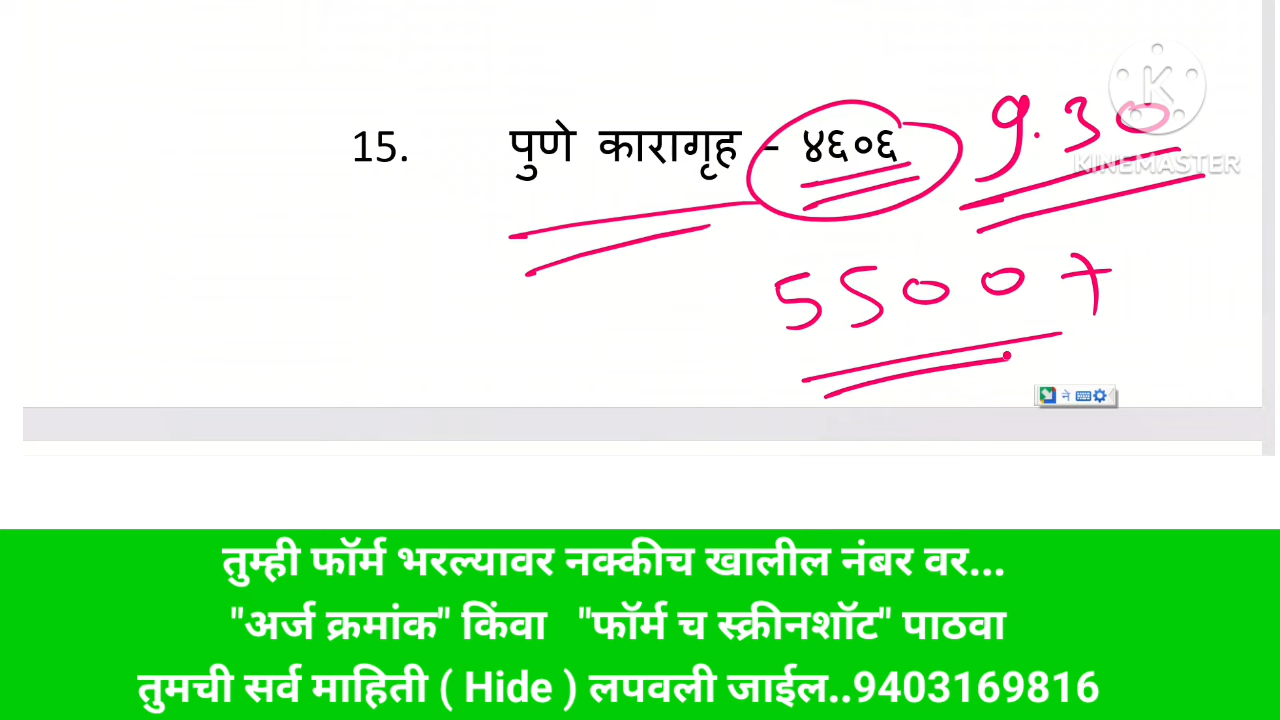 15. पुणे कारागृह - ४६०६ 9.30
KINEMASTER
5500+
ने
तुम्ही फॉर्म भरल्यावर नक्कीच खालील नंबर वर...
"अर्ज क्रमांक" किंवा "फॉर्म च स्क्रीनशॉट" पाठवा
तुमची सर्व माहिती ( Hide ) लपवली जाईल..9403169816